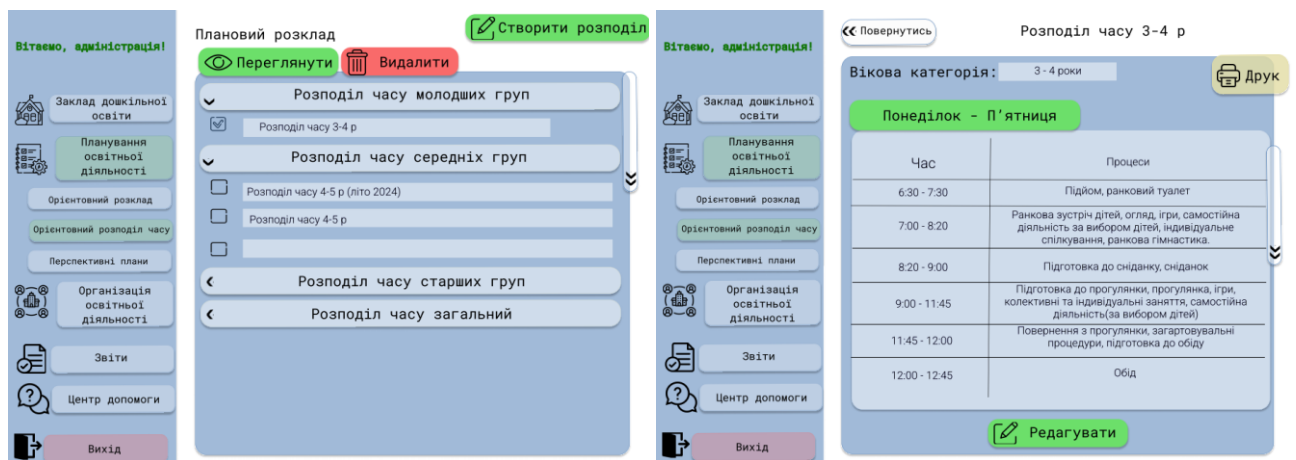 Вітаємо, адміністрація!
Заклад дошкільної
освіти
Планування
освітньої
діяльності
Орієнтовний розклад
Орієнтовний розподіл часу
Перспективні плани
Організація
освітньої
діяльності
Звіти
Центр допомоги
Вихід
Плановий розклад
Створити розподіл
Переглянути
Видалити
Розподіл часу молодших груп
Розподіл часу 3-4 р
Розподіл часу середніх груп
Розподіл часу 4-5 р (літо 2024)
Розподіл часу 4-5 р
Розподіл часу старших груп
Розподіл часу загальний
Вітаємо, адміністрація!
Заклад дошкільної
освіти
Планування
освітньої
діяльності
Орієнтовний розклад
Орієнтовний розподіл часу
Перспективні плани
Організація
освітньої
діяльності
Звіти
Центр допомоги
Вихід
Повернутись
Розподіл часу 3-4 р
Вікова категорія: 3 - 4 роки
Друк
Понеділок - П’ятниця
Час Процеси
6:30 - 7:30 Підйом, ранковий туалет
7:00 - 8:20 Ранкова зустріч дітей, огляд, ігри, самостійна
діяльність за вибором дітей, індивідуальне
спілкування, ранкова гімнастика.
8:20 - 9:00 Підготовка до сніданку, сніданок
9:00 - 11:45 Підготовка до прогулянки, прогулянка, ігри,
колективні та індивідуальні заняття, самостійна
діяльність(за вибором дітей)
11:45 - 12:00 Повернення з прогулянки, загартовувальні
процедури, підготовка до обіду
12:00 - 12:45 Обід
Редагувати